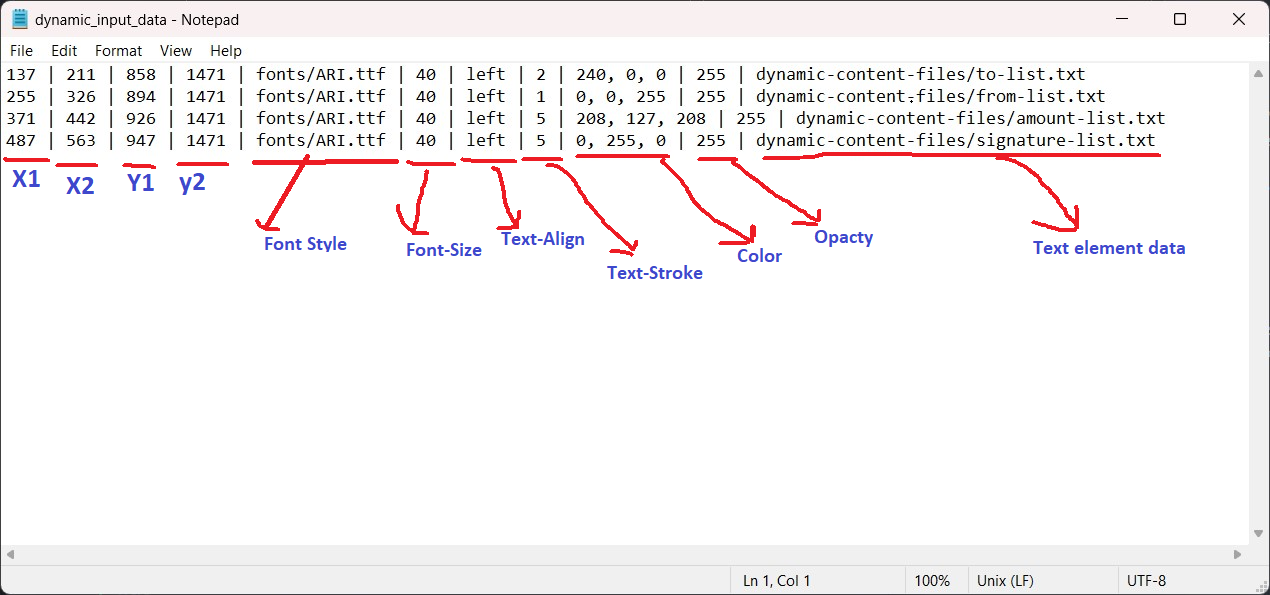 dynamic_input_data - Notepad
File Edit Format View Help
137 | 211 | 858 | 1471 | fonts/ARI.ttf | 40 | left | 2 | 240, 0, 0 | 255 | dynamic-content-files/to-list.txt
255 | 326 | 894 | 1471 | fonts/ARI.ttf | 40 | left | 1 | 0, 0, 255 | 255 | dynamic-content-files/from-list.txt
371 | 442 | 926 | 1471 | fonts/ARI.ttf | 40 | left | 5 | 208, 127, 208 | 255 | dynamic-content-files/amount-list.txt
487 | 563 | 947 | 1471 | fonts/ARI.ttf | 40 | left | 5 | 0, 255, 0 | 255 | dynamic-content-files/signature-list.txt
X1 X2 Y1 y2
Font Style Font-Size Text-Align Text-Stroke Color Opacty Text element data
Ln 1, Col 1 100% Unix (LF) UTF-8